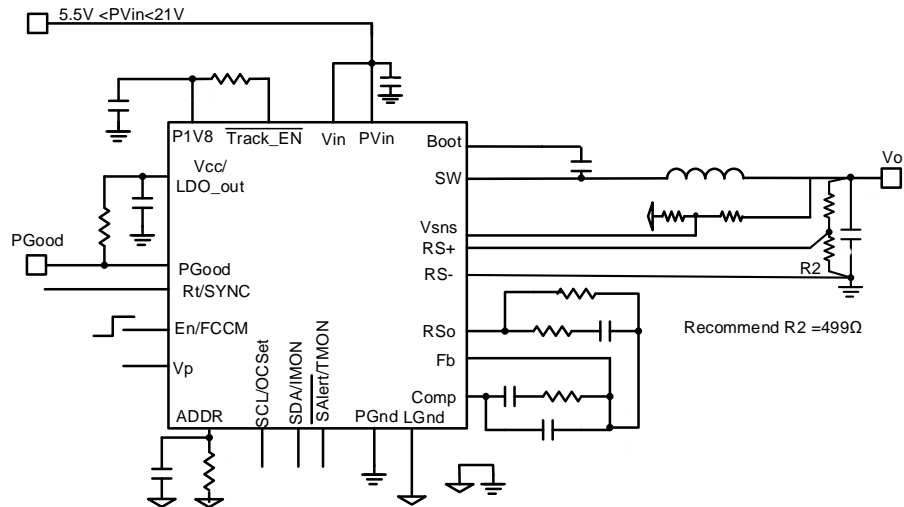 5.5V <PVin<21V
P1V8
Track_EN
Vin
PVin
Boot
Vcc/
LDO_out
SW
Vo
Vsns
PGood
RS+
PGood
RS-
R2
Rt/SYNC
En/FCCM
RSo
Recommend R2 =499Ω
Fb
Vp
Comp
ADDR
SCL/OCSet
SDA/IMON
SAlert/TMON
PGnd
LGnd